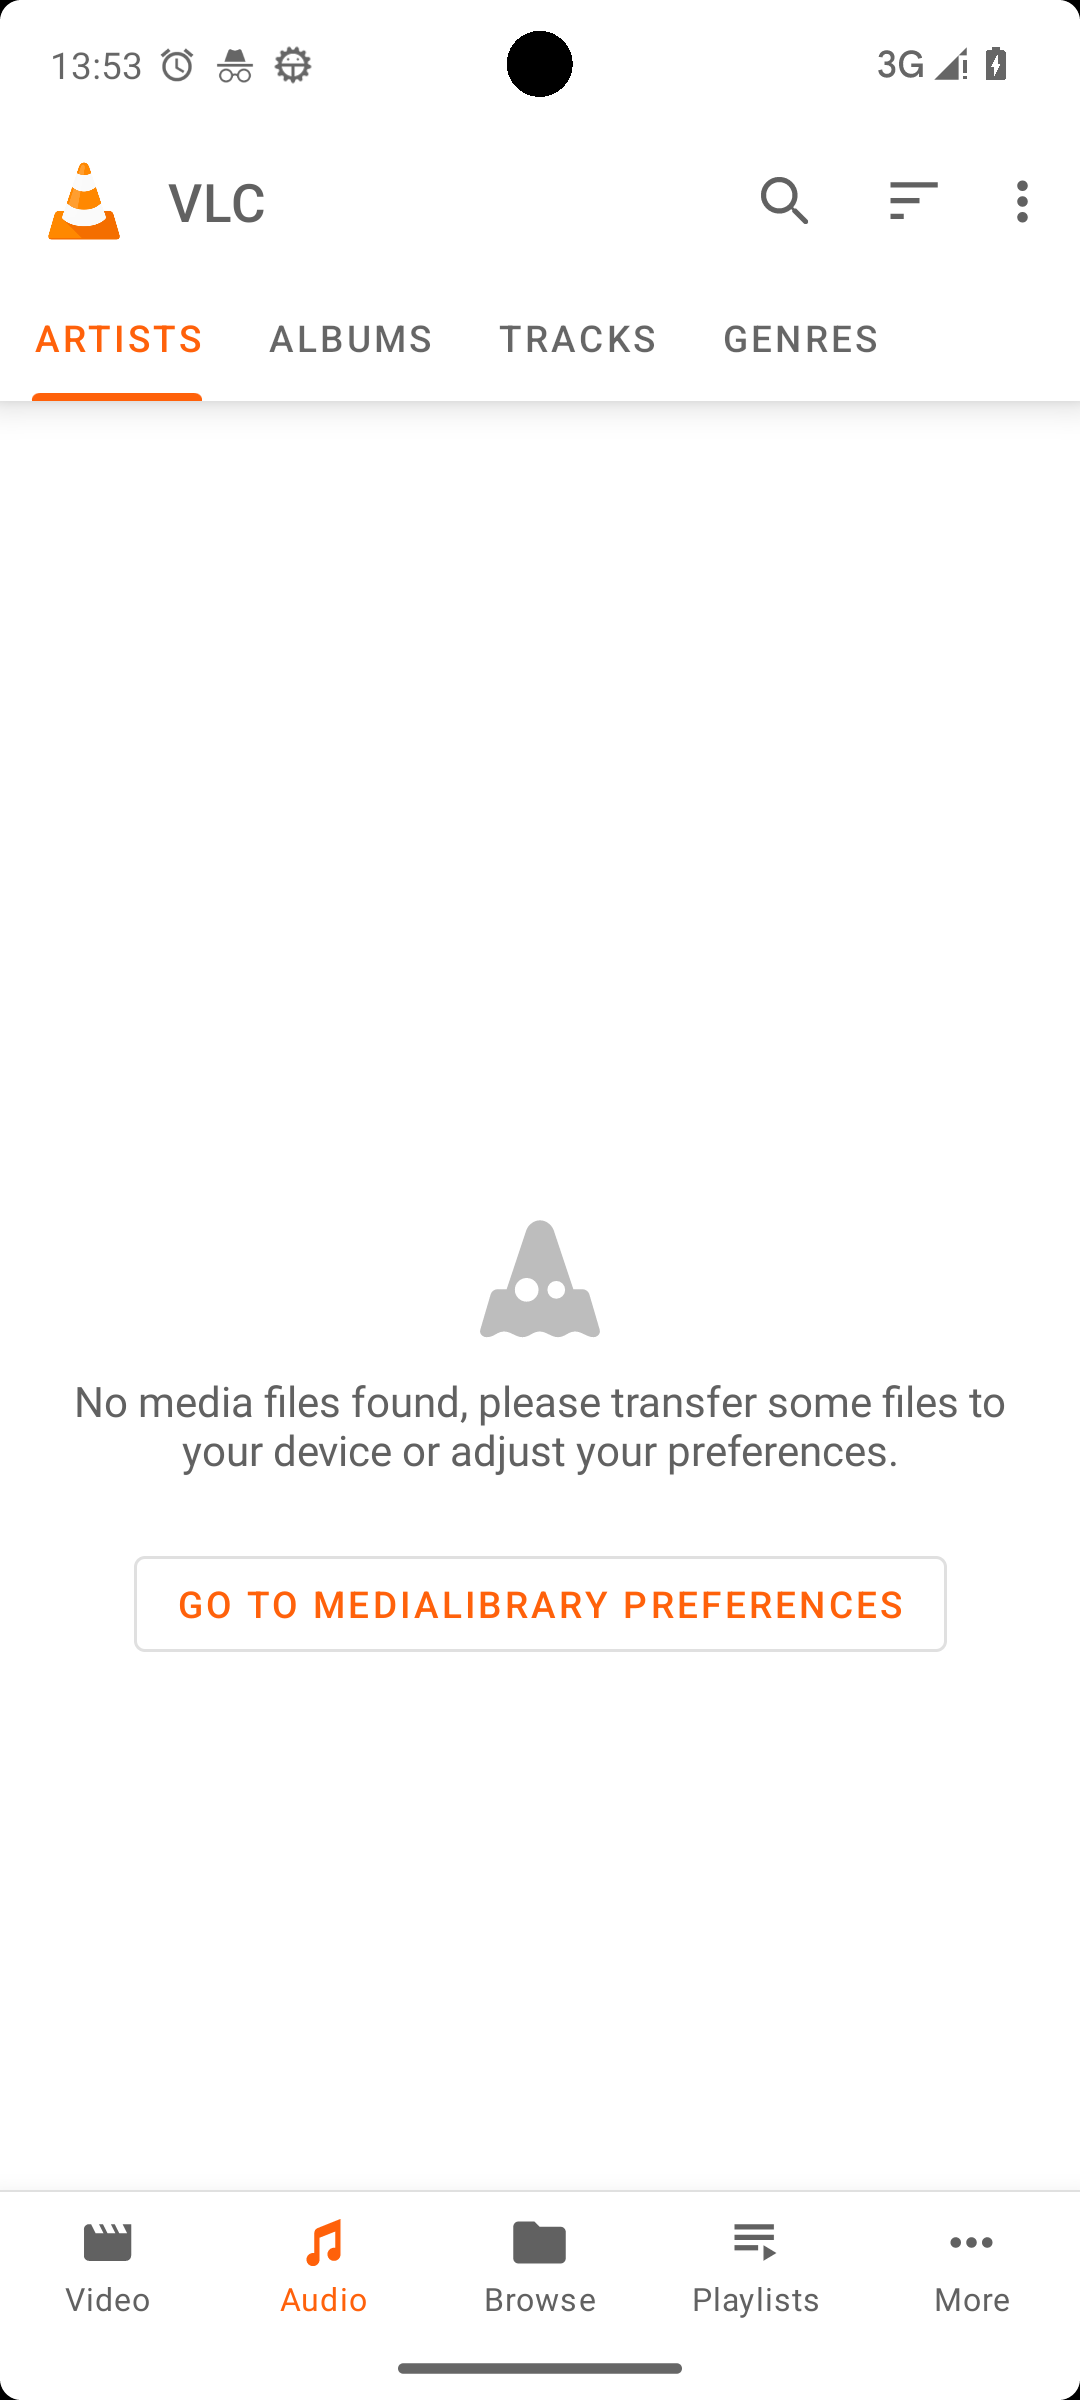 13:53
3G
VLC
ARTISTS ALBUMS TRACKS GENRES
No media files found, please transfer some files to
your device or adjust your preferences.
GO TO MEDIALIBRARY PREFERENCES
Video Audio Browse Playlists More